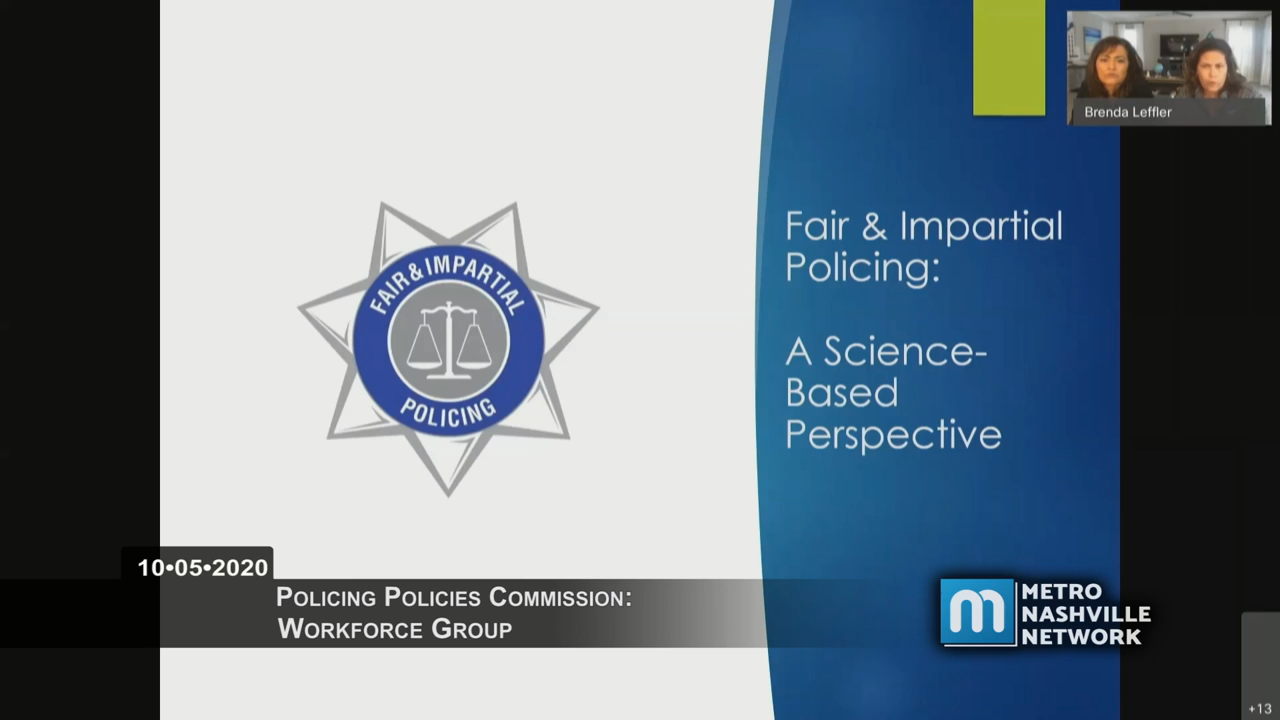 Brenda Leffler
FAIR & IMPARTIAL
POLICING
Fair & Impartial
Policing:
A Science-
Based
Perspective
10•05•2020
POLICING POLICIES COMMISSION:
WORKFORCE GROUP
m
METRO
NASHVILLE
NETWORK
+13